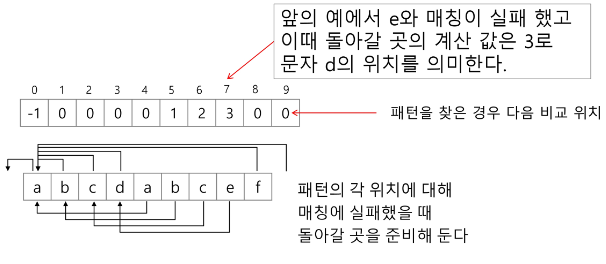 앞의 예에서 e와 매칭이 실패 했고
이때 돌아갈 곳의 계산 값은 3로
문자 d의 위치를 의미한다.
0 1 2 3 4 5 6 7 8 9
-1 0 0 0 0 1 2 3 0 0
패턴을 찾은 경우 다음 비교 위치
a b c d a b c e f
패턴의 각 위치에 대해
매칭에 실패했을 때
돌아갈 곳을 준비해 둔다